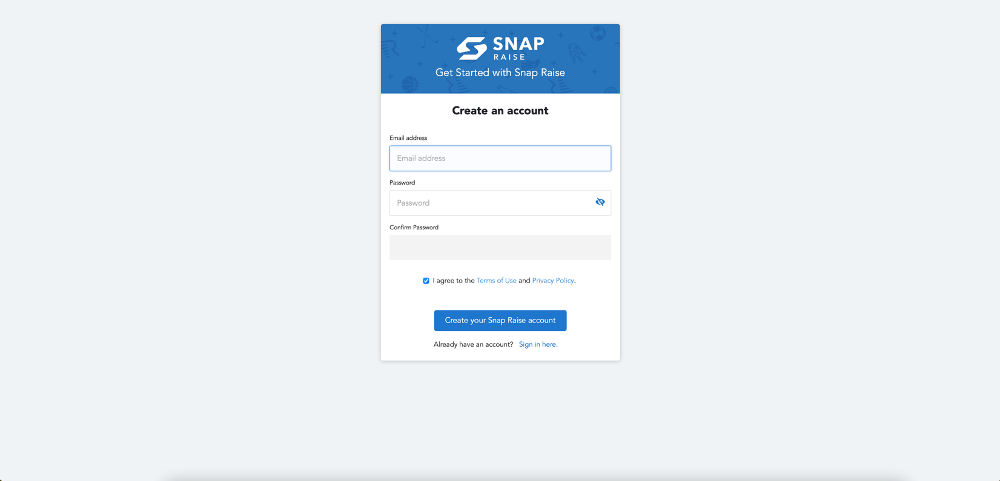 SNAP
RAISE
Get Started with Snap Raise
Create an account
Email address
Email address
Password
Password
Confirm Password
I agree to the Terms of Use and Privacy Policy.
Create your Snap Raise account
Already have an account? Sign in here.